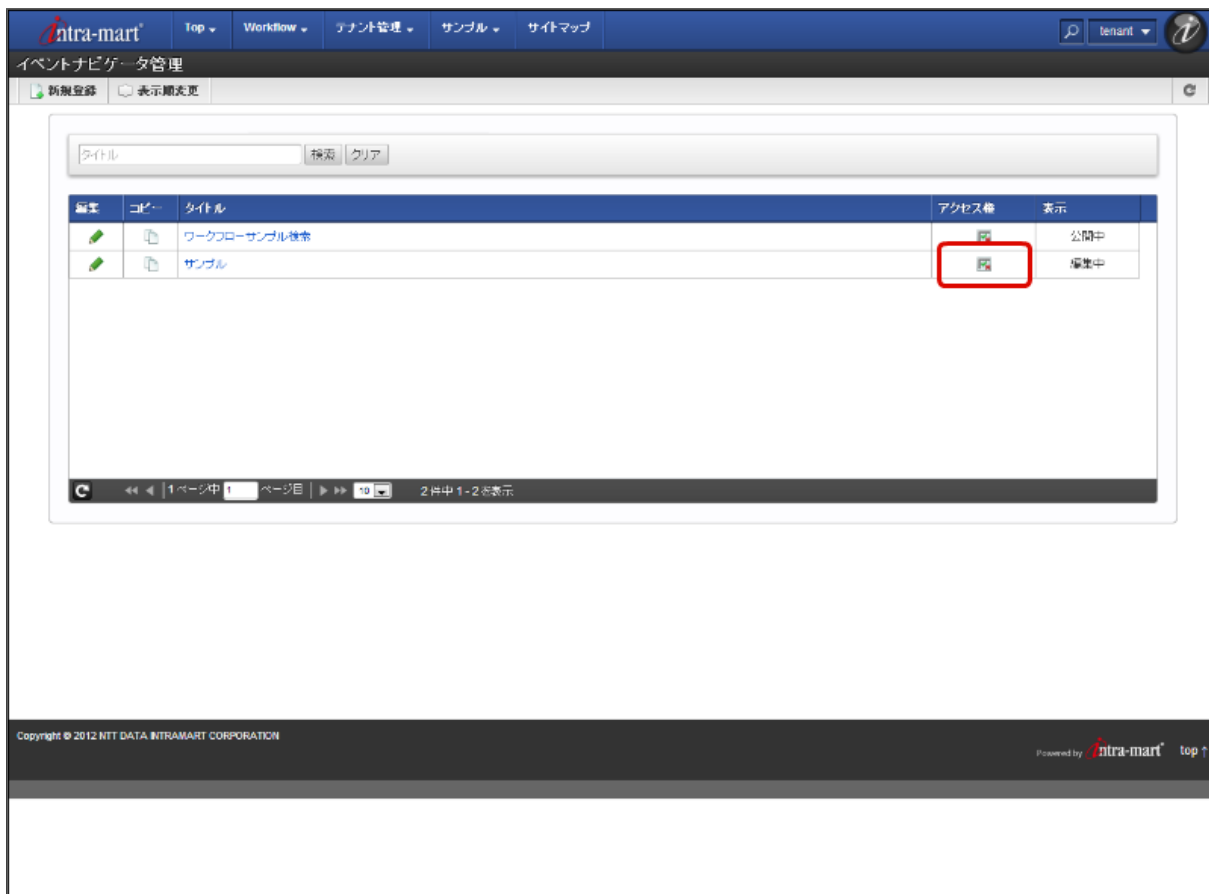 intra-mart Top Workflow テナント管理 サンプル サイトマップ tenant
イベントナビゲータ管理
新規登録 表示順変更
タイトル 検索 クリア
編集 コピー タイトル アクセス権 表示
ワークフローサンプル検索 公開中
サンプル 編集中
1ページ中 1 ページ目 10 2件中 1 - 2 を表示
Copyright © 2012 NTT DATA INTRAMART CORPORATION
Powered by intra-mart top ↑